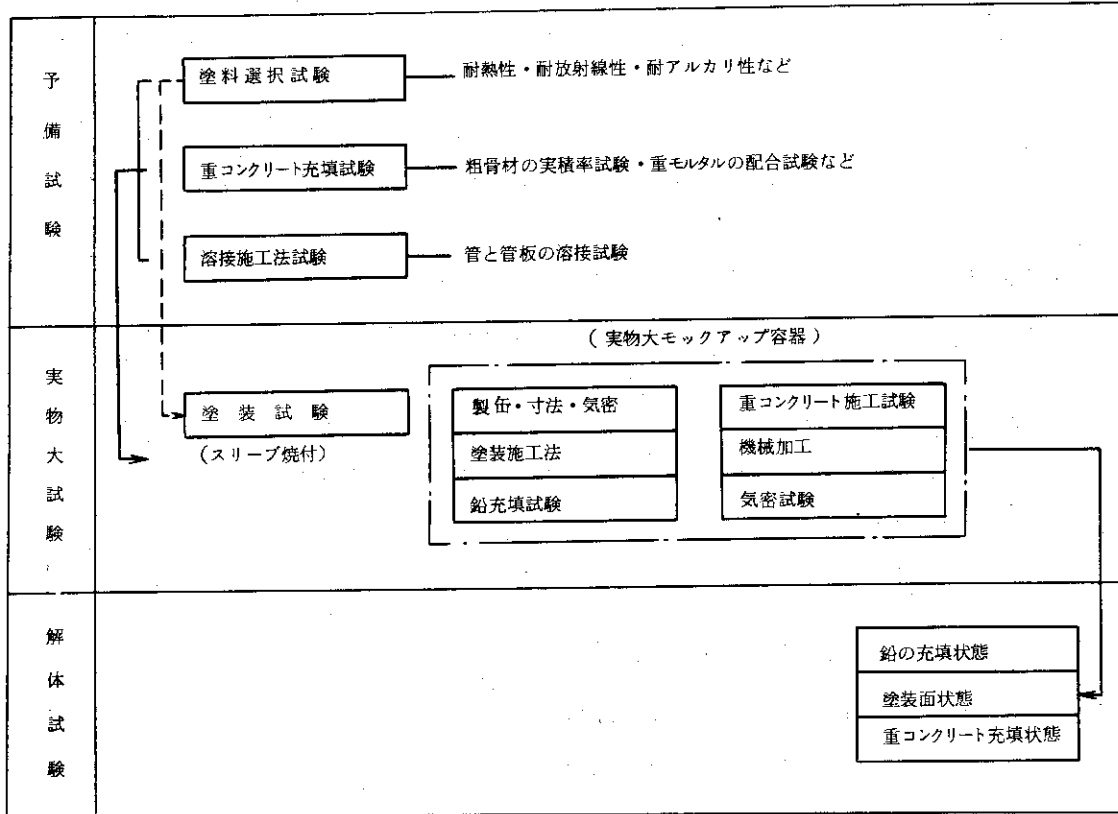 予備試験
塗料選択試験
耐熱性・耐放射線性・耐アルカリ性など
重コンクリート充填試験
粗骨材の実積率試験・重モルタルの配合試験など
溶接施工法試験
管と管板の溶接試験
実物大試験
(実物大モックアップ容器)
塗装試験
(スリーブ焼付)
製缶・寸法・気密
塗装施工法
鉛充填試験
重コンクリート施工試験
機械加工
気密試験
解体試験
鉛の充填状態
塗装面状態
重コンクリート充填状態